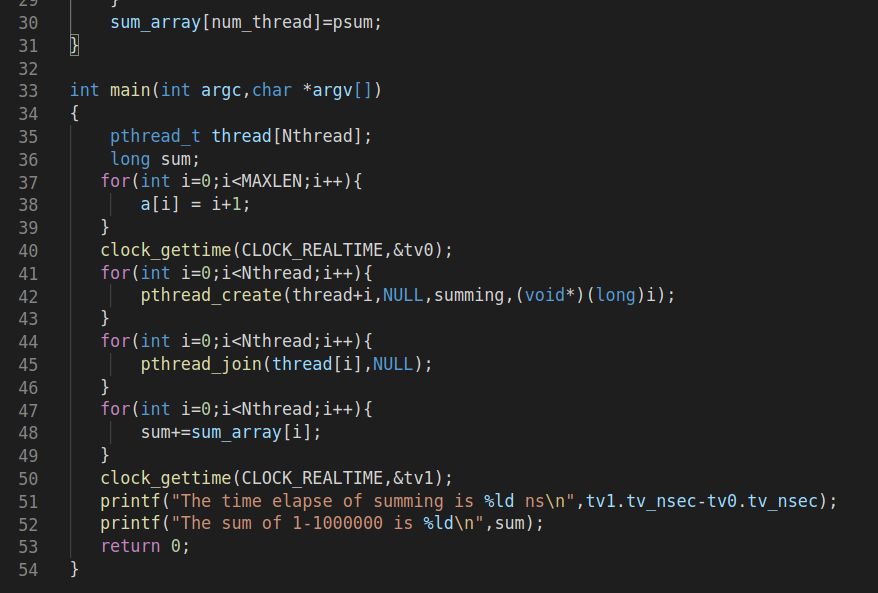 29 }
30 sum_array[num_thread]=psum;
31 }
32
33 int main(int argc,char *argv[])
34 {
35 pthread_t thread[Nthread];
36 long sum;
37 for(int i=0;i<MAXLEN;i++){
38 a[i] = i+1;
39 }
40 clock_gettime(CLOCK_REALTIME,&tv0);
41 for(int i=0;i<Nthread;i++){
42 pthread_create(thread+i,NULL,summing,(void*)(long)i);
43 }
44 for(int i=0;i<Nthread;i++){
45 pthread_join(thread[i],NULL);
46 }
47 for(int i=0;i<Nthread;i++){
48 sum+=sum_array[i];
49 }
50 clock_gettime(CLOCK_REALTIME,&tv1);
51 printf("The time elapse of summing is %ld ns\n",tv1.tv_nsec-tv0.tv_nsec);
52 printf("The sum of 1-1000000 is %ld\n",sum);
53 return 0;
54 }